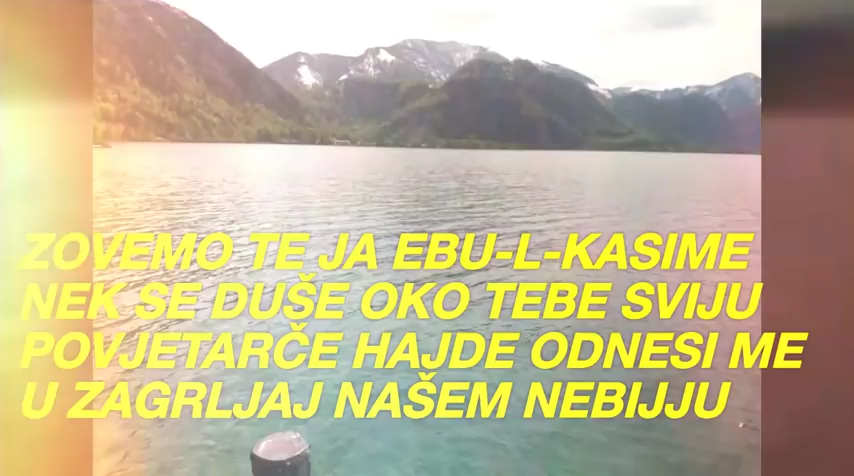 ZOVEMO TE JA EBU-L-KASIME
NEK SE DUŠE OKO TEBE SVIJU
POVJETARČE HAJDE ODNESI ME
U ZAGRLJAJ NAŠEM NEBIJJU